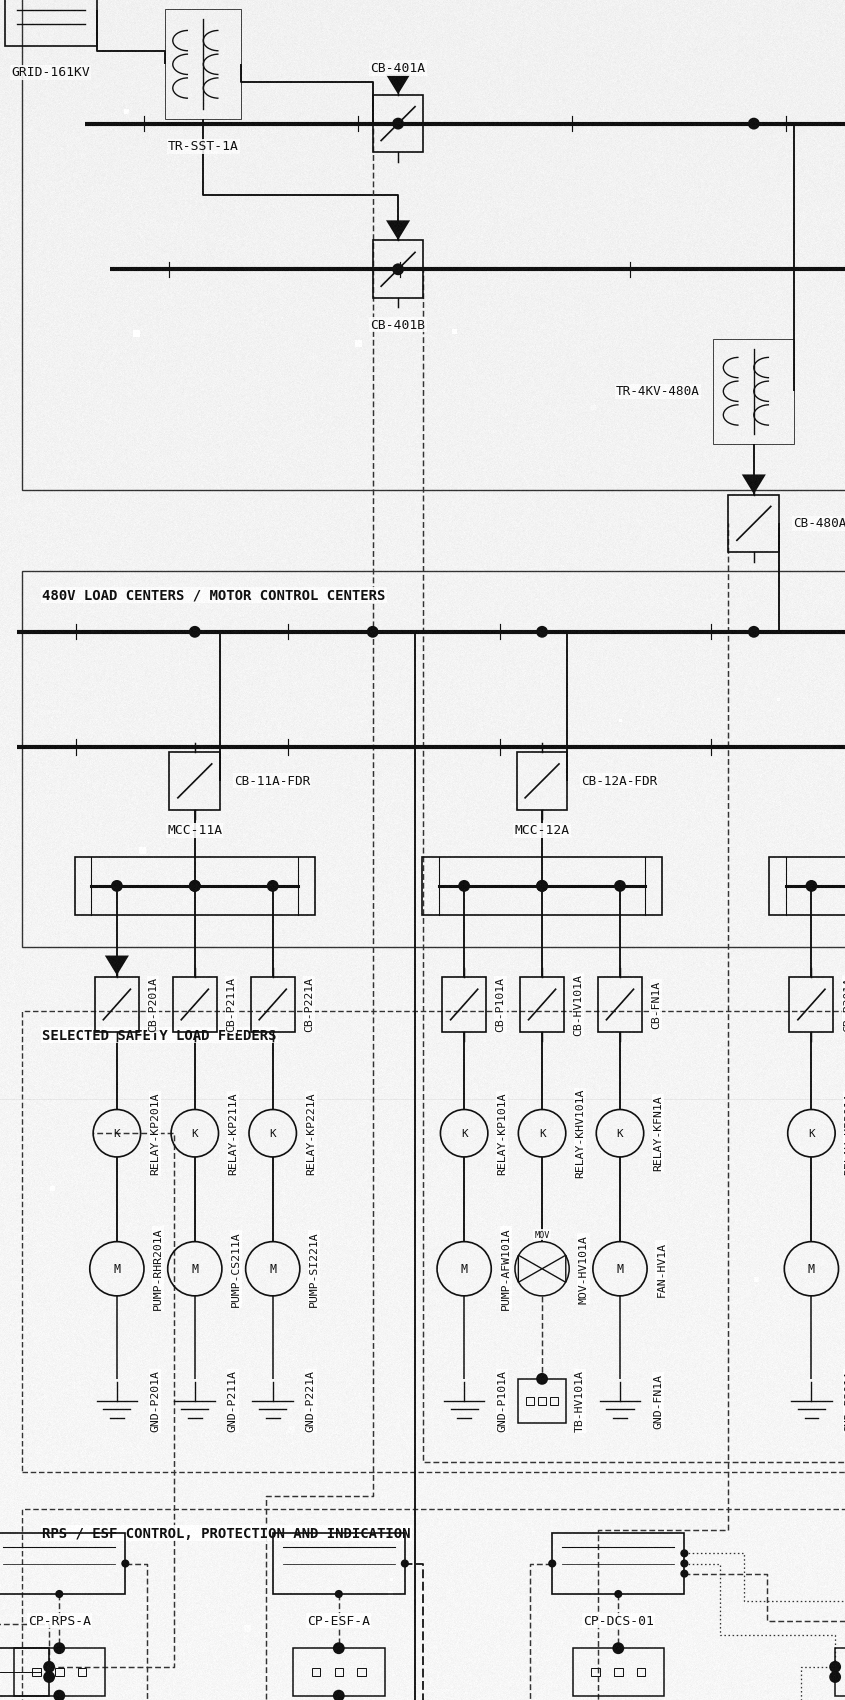 GRID-161KV
CB-401A
TR-SST-1A
CB-401B
TR-4KV-480A
CB-480A
480V LOAD CENTERS / MOTOR CONTROL CENTERS
CB-11A-FDR
CB-12A-FDR
MCC-11A
MCC-12A
CB-P201A
CB-P211A
CB-P221A
CB-P101A
CB-HV101A
CB-FN1A
SELECTED SAFETY LOAD FEEDERS
K
K
K
K
K
K
K
RELAY-KP201A
RELAY-KP211A
RELAY-KP221A
RELAY-KP101A
RELAY-KHV101A
RELAY-KFN1A
MOV
M
M
M
M
M
M
PUMP-RHR201A
PUMP-CS211A
PUMP-SI221A
PUMP-AFW101A
MOV-HV101A
FAN-HV1A
GND-P201A
GND-P211A
GND-P221A
GND-P101A
TB-HV101A
GND-FN1A
RPS / ESF CONTROL, PROTECTION AND INDICATION
CP-RPS-A
CP-ESF-A
CP-DCS-01